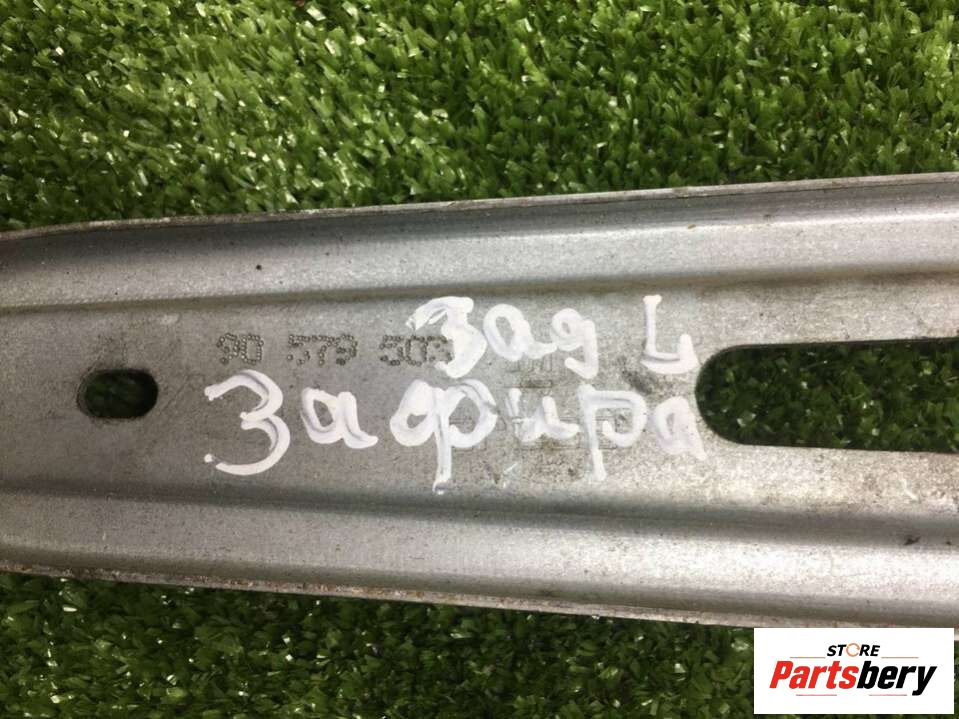 90 579 503
Зад L
Зафира
STORE
Partsbery